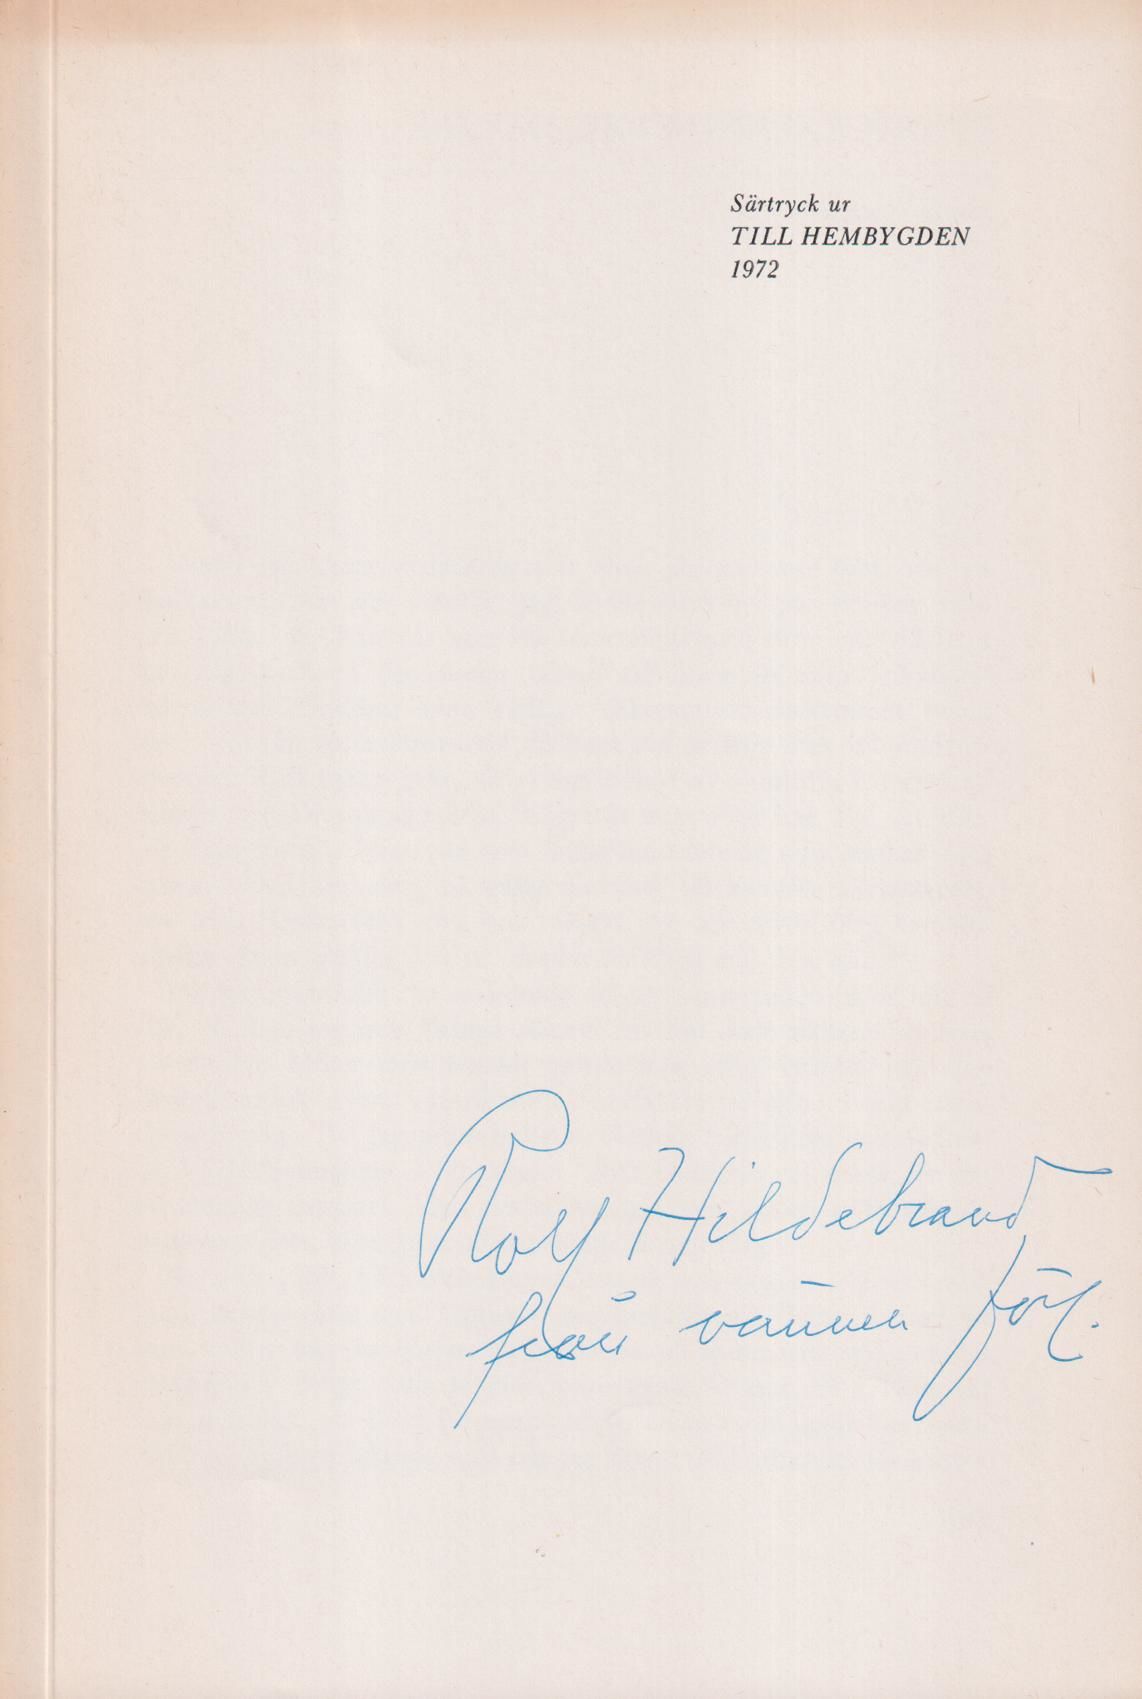 Särtryck ur
TILL HEMBYGDEN
1972
Rolf Hildebrand
från vännen förf.